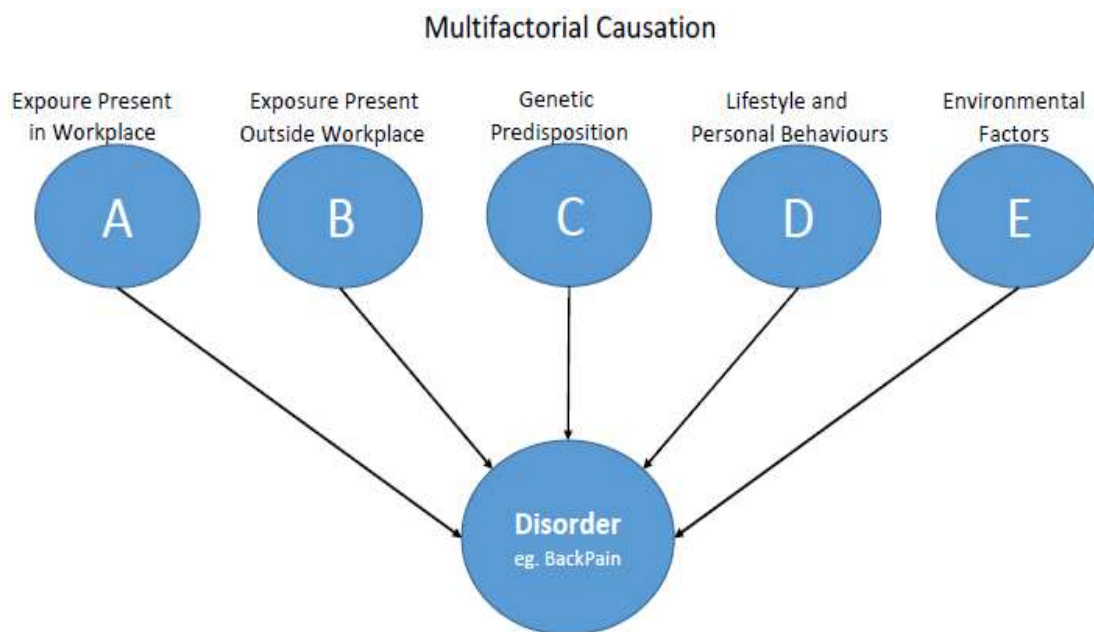 Multifactorial Causation
Expoure Present
in Workplace
Exposure Present
Outside Workplace
Genetic
Predisposition
Lifestyle and
Personal Behaviours
Environmental
Factors
A
B
C
D
E
Disorder
eg. BackPain